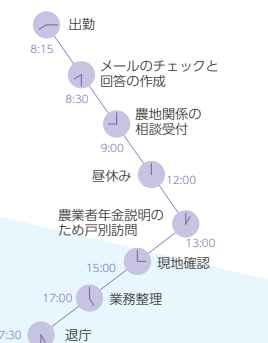 出勤
8:15
メールのチェックと
回答の作成
8:30
農地関係の
相談受付
9:00
昼休み
12:00
農業者年金説明の
ため戸別訪問
13:00
15:00
現地確認
17:00
業務整理
7:30
退庁